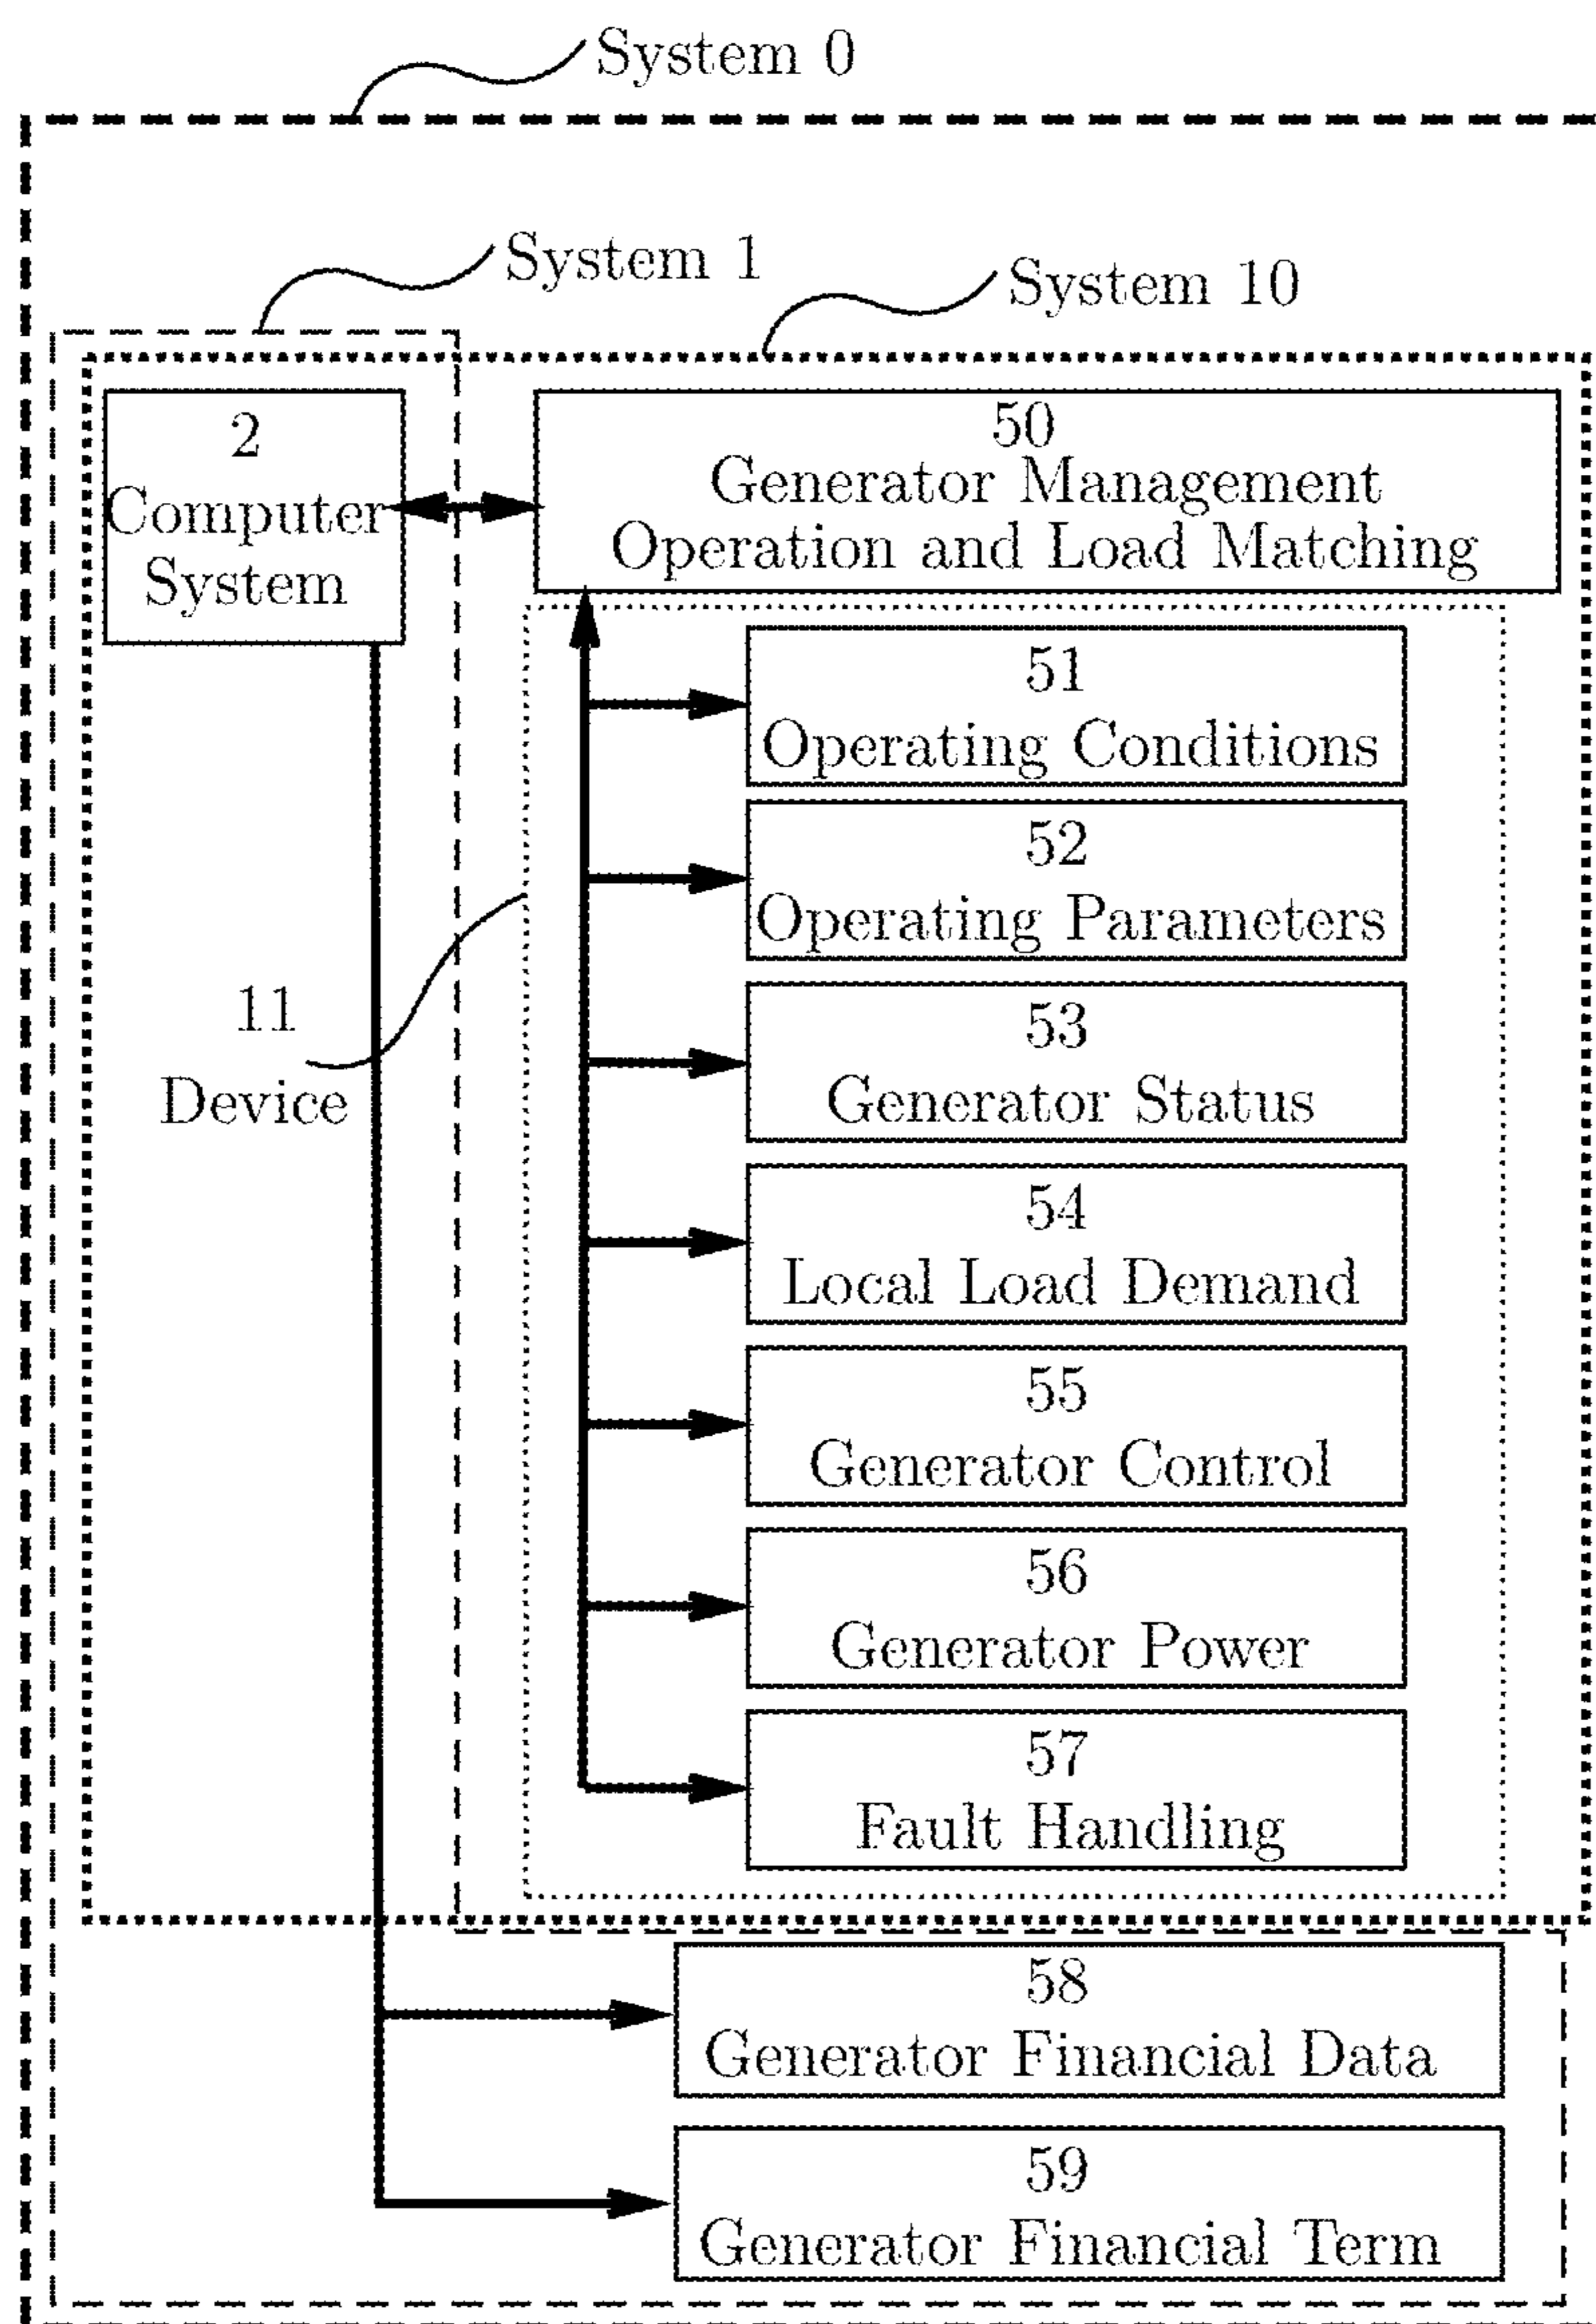 System 0
System 1
System 10
2
Computer
System
50
Generator Management
Operation and Load Matching
51
Operating Conditions
52
Operating Parameters
11
Device
53
Generator Status
54
Local Load Demand
55
Generator Control
56
Generator Power
57
Fault Handling
58
Generator Financial Data
59
Generator Financial Term